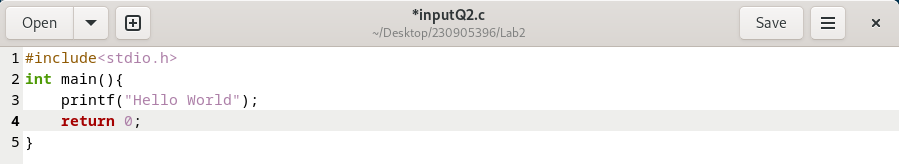 Open
*inputQ2.c
~/Desktop/230905396/Lab2
Save
1 #include<stdio.h>
2 int main(){
3     printf("Hello World");
4     return 0;
5 }